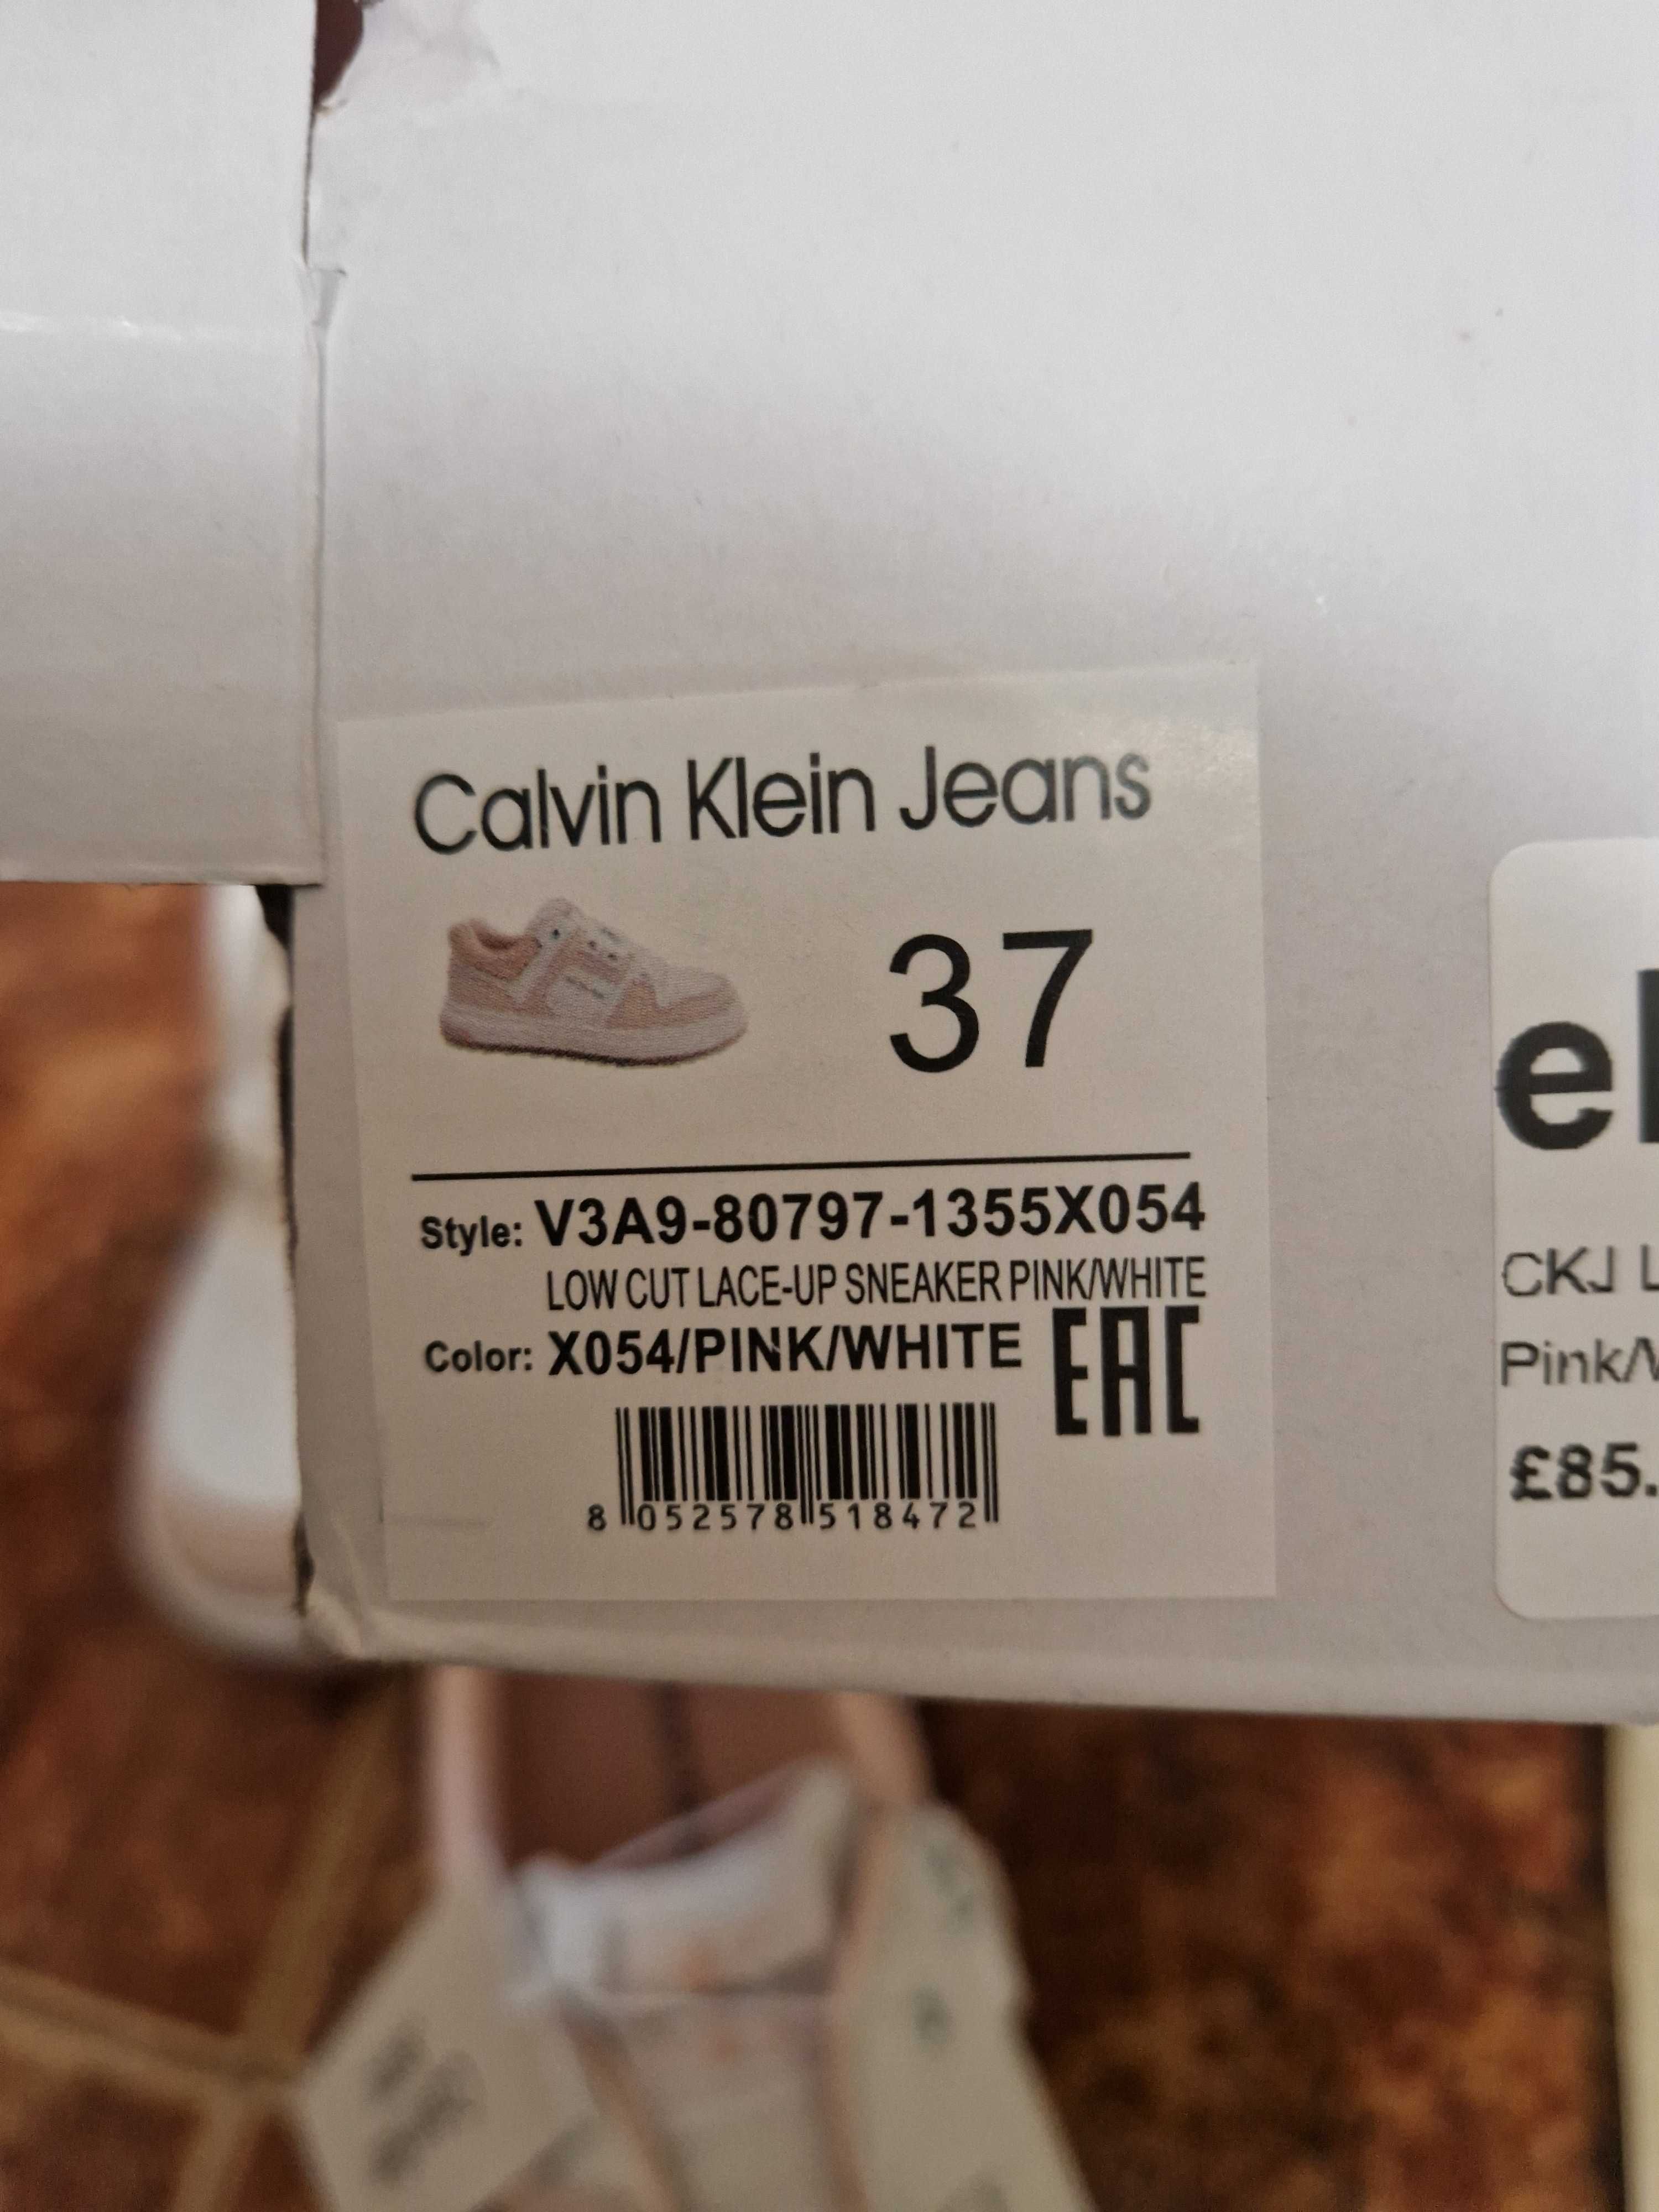 Calvin Klein Jeans
37
Style: V3A9-80797-1355X054
LOW CUT LACE-UP SNEAKER PINK/WHITE
Color: X054/PINK/WHITE
EAC
8 052578 518472
CKJ L
Pink/
£85.